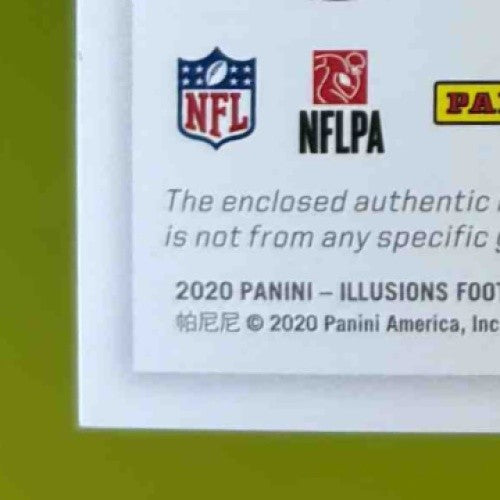 NFL
NFLPA
The enclosed authentic
is not from any specific
2020 PANINI – ILLUSIONS
帕尼尼 © 2020 Panini America, Inc